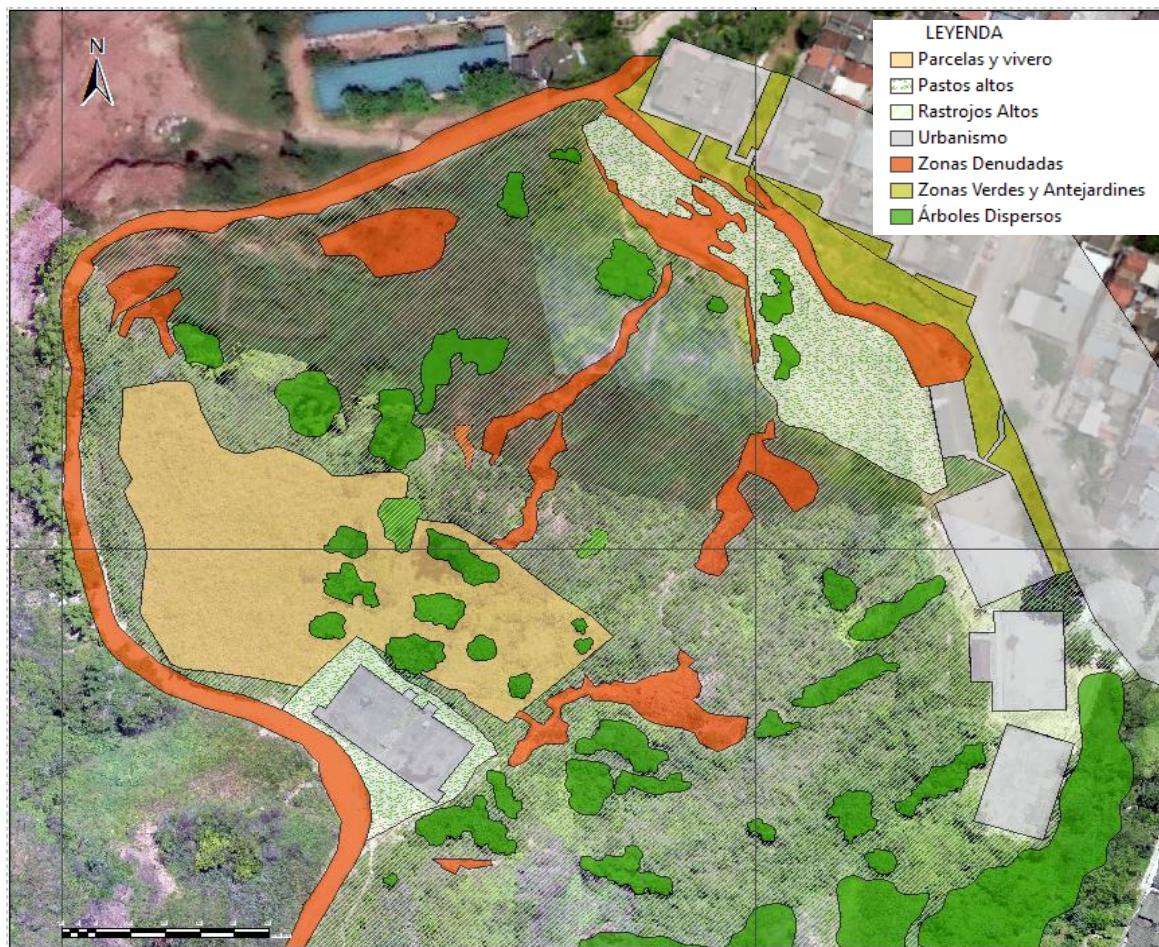 N
LEYENDA
Parcelas y vivero
Pastos altos
Rastrojos Altos
Urbanismo
Zonas Denudadas
Zonas Verdes y Antejardines
Árboles Dispersos